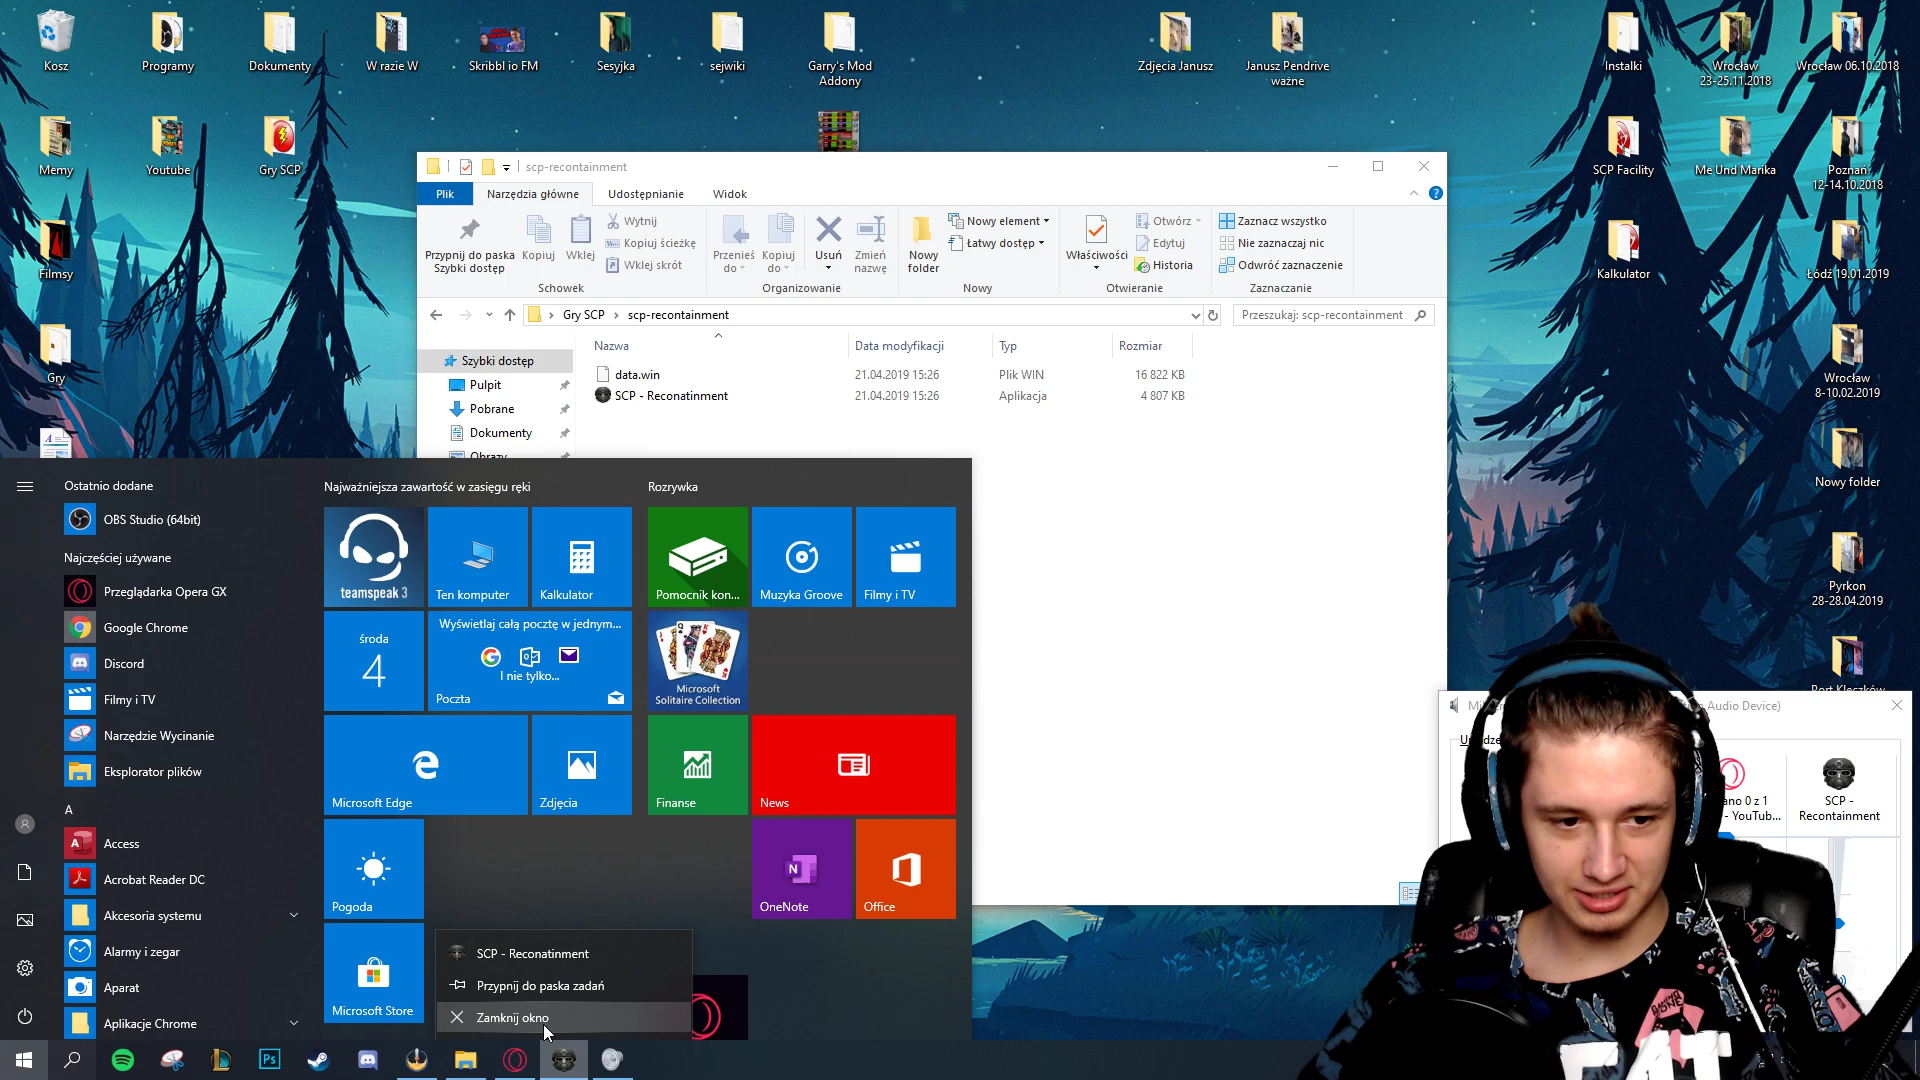 Kosz
Programy
Dokumenty
W razie W
Skribbl io FM
Sesyjka
sejwiki
Garry's Mod
Addony
Zdjęcia Janusz
Janusz Pendrive
ważne
Instalki
Wrocław
23-25.11.2018
Wrocław 06.10.2018
Memy
Youtube
Gry SCP
SCP Facility
Me Und Marika
Poznań
12-14.10.2018
Filmsy
Kalkulator
Łódź 19.01.2019
Gry
Wrocław
8-10.02.2019
Nowy folder
Pyrkon
28-28.04.2019
Port Kleczków
scp-recontainment
Plik
Narzędzia główne
Udostępnianie
Widok
Przypnij do paska
Szybki dostęp
Kopiuj
Wklej
Wytnij
Kopiuj ścieżkę
Wklej skrót
Schowek
Przenieś
do
Kopiuj
do
Usuń
Zmień
nazwę
Organizowanie
Nowy
folder
Nowy element
Łatwy dostęp
Nowy
Właściwości
Otwórz
Edytuj
Historia
Otwieranie
Zaznacz wszystko
Nie zaznaczaj nic
Odwróć zaznaczenie
Zaznaczanie
Gry SCP
scp-recontainment
Przeszukaj: scp-recontainment
Nazwa
Data modyfikacji
Typ
Rozmiar
data.win
21.04.2019 15:26
Plik WIN
16 822 KB
SCP - Reconatinment
21.04.2019 15:26
Aplikacja
4 807 KB
Szybki dostęp
Pulpit
Pobrane
Dokumenty
Obrazy
Ostatnio dodane
OBS Studio (64bit)
Najczęściej używane
Przeglądarka Opera GX
Google Chrome
Discord
Filmy i TV
Narzędzie Wycinanie
Eksplorator plików
A
Access
Acrobat Reader DC
Akcesoria systemu
Alarmy i zegar
Aparat
Aplikacje Chrome
Najważniejsza zawartość w zasięgu ręki
teamspeak 3
Ten komputer
Kalkulator
środa
4
Wyświetlaj całą pocztę w jednym...
I nie tylko...
Poczta
Microsoft Edge
Zdjęcia
Pogoda
Microsoft Store
Rozrywka
Pomocnik kon...
Muzyka Groove
Filmy i TV
Microsoft
Solitaire Collection
Finanse
News
OneNote
Office
SCP - Reconatinment
Przypnij do paska zadań
Zamknij okno
Audio Device)
ano 0 z 1
- YouTub...
SCP -
Recontainment
Ps